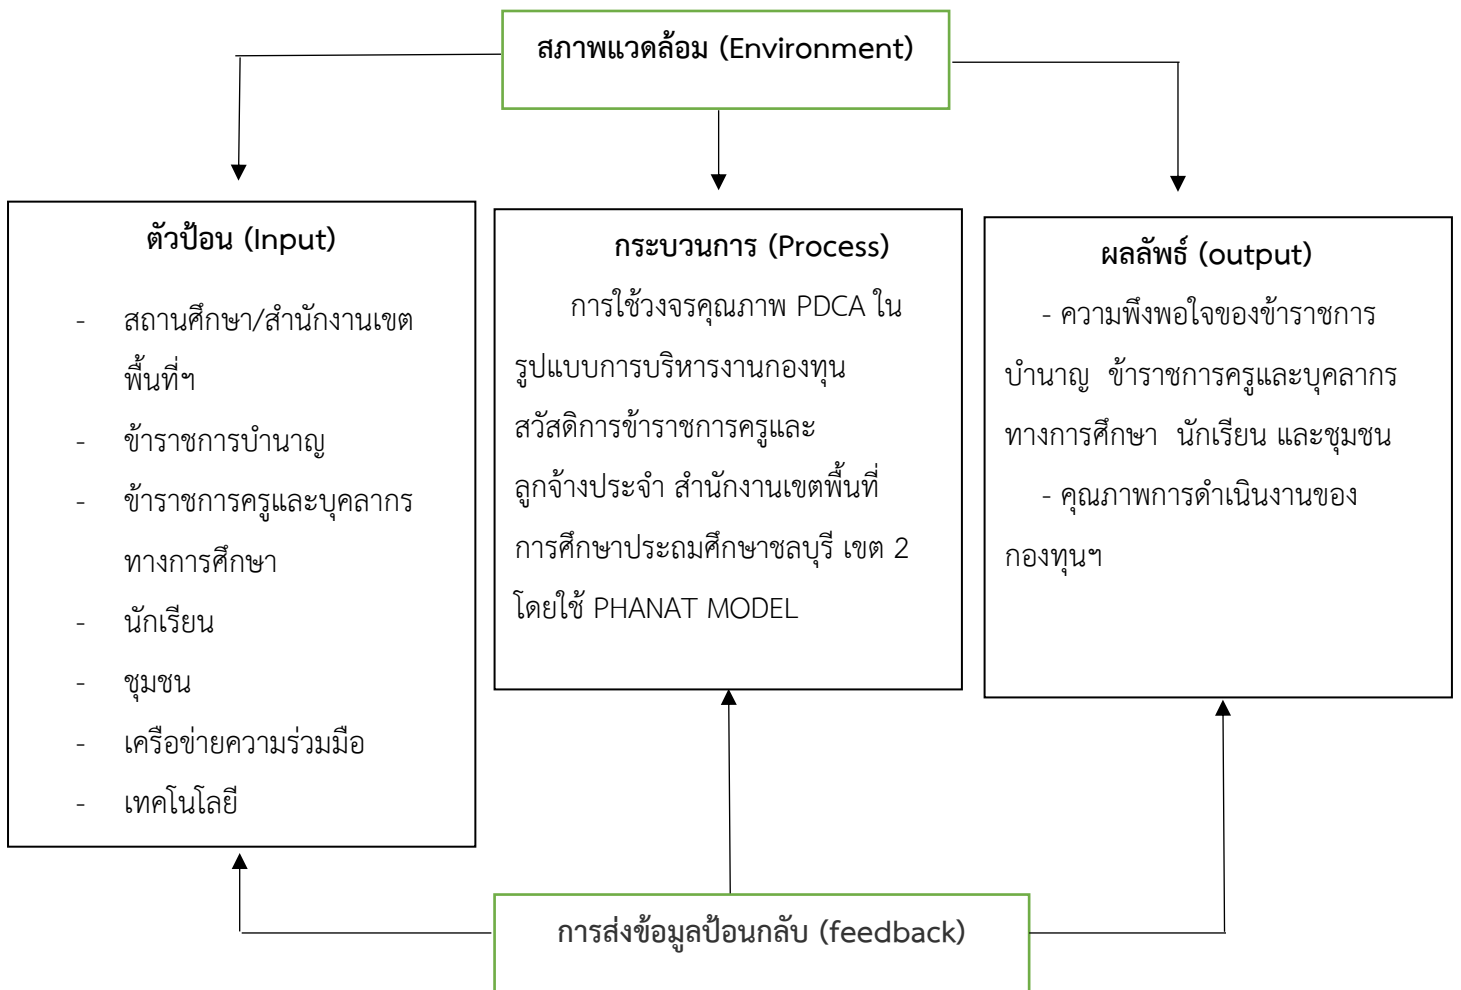 สภาพแวดล้อม (Environment)
ตัวป้อน (Input)
- สถานศึกษา/สำนักงานเขต
พื้นที่ฯ
- ข้าราชการบำนาญ
- ข้าราชการครูและบุคลากร
ทางการศึกษา
- นักเรียน
- ชุมชน
- เครือข่ายความร่วมมือ
- เทคโนโลยี
กระบวนการ (Process)
การใช้วงจรคุณภาพ PDCA ใน
รูปแบบการบริหารงานกองทุน
สวัสดิการข้าราชการครูและ
ลูกจ้างประจำ สำนักงานเขตพื้นที่
การศึกษาประถมศึกษาชลบุรี เขต 2
โดยใช้ PHANAT MODEL
ผลลัพธ์ (output)
- ความพึงพอใจของข้าราชการ
บำนาญ ข้าราชการครูและบุคลากร
ทางการศึกษา นักเรียน และชุมชน
- คุณภาพการดำเนินงานของ
กองทุนฯ
การส่งข้อมูลป้อนกลับ (feedback)